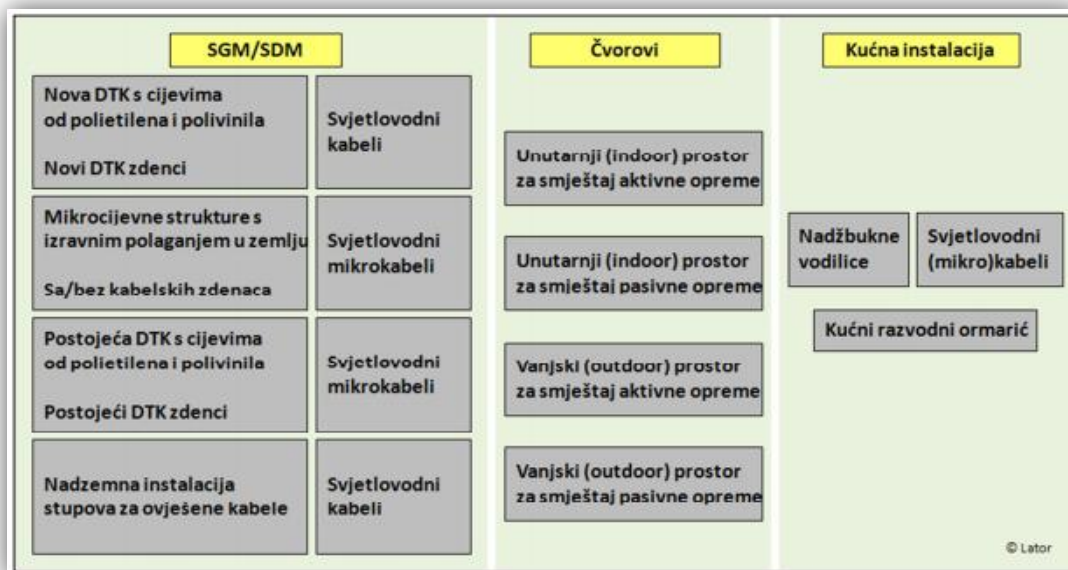 SGM/SDM
Nova DTK s cijevima
od polietilena i polivinila
Novi DTK zdenci
Svjetlovodni
kabeli
Mikrocijevne strukture s
izravnim polaganjem u zemlju
Sa/bez kabelskih zdenaca
Svjetlovodni
mikrokabeli
Postojeća DTK s cijevima
od polietilena i polivinila
Postojeći DTK zdenci
Svjetlovodni
mikrokabeli
Nadzemna instalacija
stupova za ovješene kabele
Svjetlovodni
kabeli
Čvorovi
Unutarnji (indoor) prostor
za smještaj aktivne opreme
Unutarnji (indoor) prostor
za smještaj pasivne opreme
Vanjski (outdoor) prostor
za smještaj aktivne opreme
Vanjski (outdoor) prostor
za smještaj pasivne opreme
Kućna instalacija
Nadžbukne
vodilice
Svjetlovodni
(mikro)kabeli
Kućni razvodni ormarić
© Lator